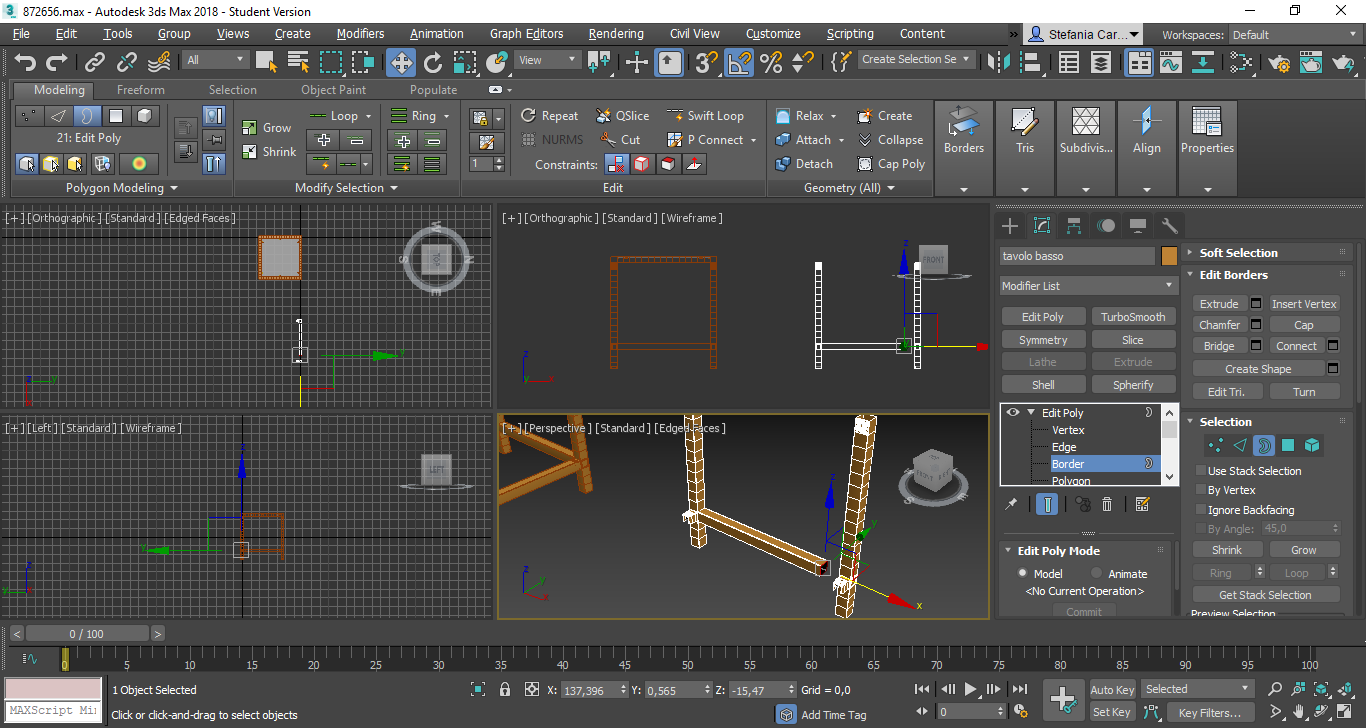 872656.max - Autodesk 3ds Max 2018 - Student Version
File Edit Tools Group Views Create Modifiers Animation Graph Editors Rendering Civil View Customize Scripting Content » Stefania Car... Workspaces: Default
All View Create Selection Se
Modeling Freeform Selection Object Paint Populate
21: Edit Poly
Polygon Modeling
Grow
Shrink
Loop
Ring
Modify Selection
1
Repeat QSlice Swift Loop
NURMS Cut P Connect
Constraints:
Edit
Relax Create
Attach Collapse
Detach Cap Poly
Geometry (All)
Borders Tris Subdivis... Align Properties
[+] [Orthographic] [Standard] [Edged Faces]
TOP
W
N
S
E
y
[+] [Orthographic] [Standard] [Wireframe]
FRONT
z
z
y
[+] [Left] [Standard] [Wireframe]
LEFT
z
y
[+] [Perspective] [Standard] [Edged Faces]
S
E
z
y
x
z
y
x
tavolo basso
Modifier List
Edit Poly TurboSmooth
Symmetry Slice
Lathe Extrude
Shell Spherify
Edit Poly
Vertex
Edge
Border
Polygon
Edit Poly Mode
Model Animate
<No Current Operation>
Commit
Soft Selection
Edit Borders
Extrude Insert Vertex
Chamfer Cap
Bridge Connect
Create Shape
Edit Tri. Turn
Selection
Use Stack Selection
By Vertex
Ignore Backfacing
By Angle: 45,0
Shrink Grow
Ring Loop
Get Stack Selection
Preview Selection
< 0 / 100 >
0 5 10 15 20 25 30 35 40 45 50 55 60 65 70 75 80 85 90 95 100
1 Object Selected
X: 137,396 Y: 0,565 Z: -15,47 Grid = 0,0
Auto Key Selected
MAXScript Mi
Click or click-and-drag to select objects
Add Time Tag
0
Set Key Key Filters...